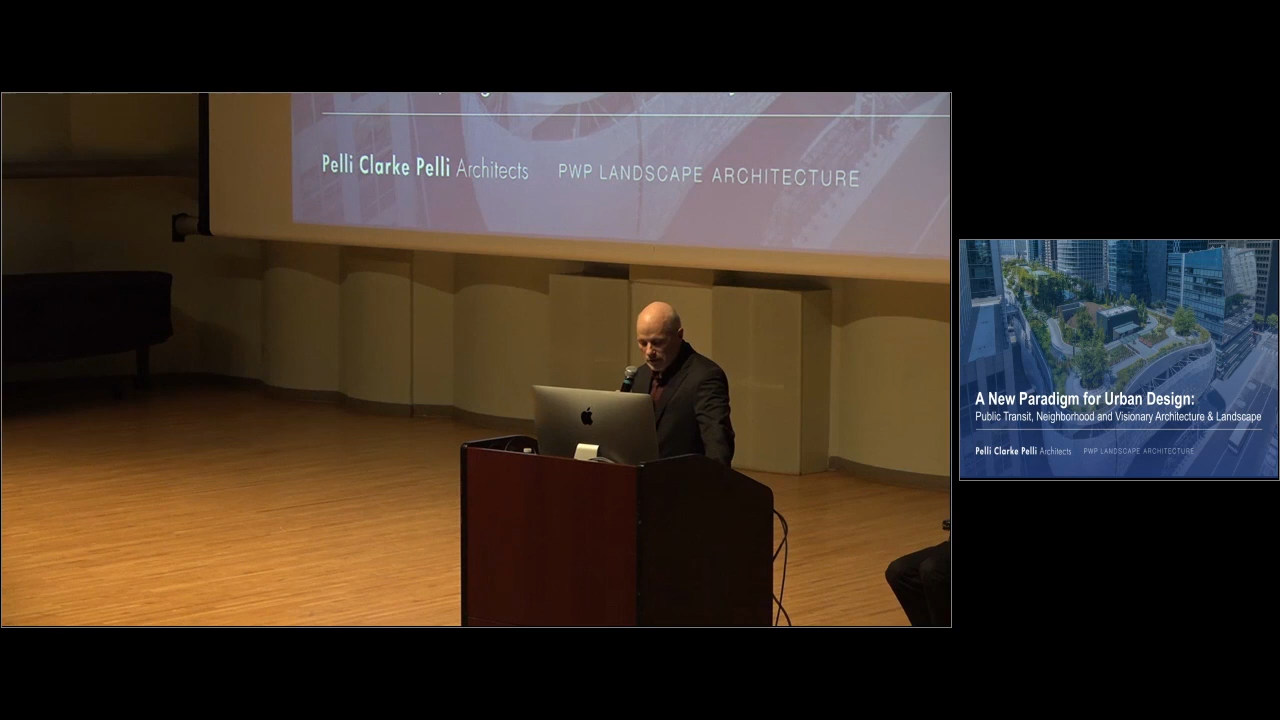 Pelli Clarke Pelli Architects PWP LANDSCAPE ARCHITECTURE
A New Paradigm for Urban Design:
Public Transit, Neighborhood and Visionary Architecture & Landscape
Pelli Clarke Pelli Architects PWP LANDSCAPE ARCHITECTURE